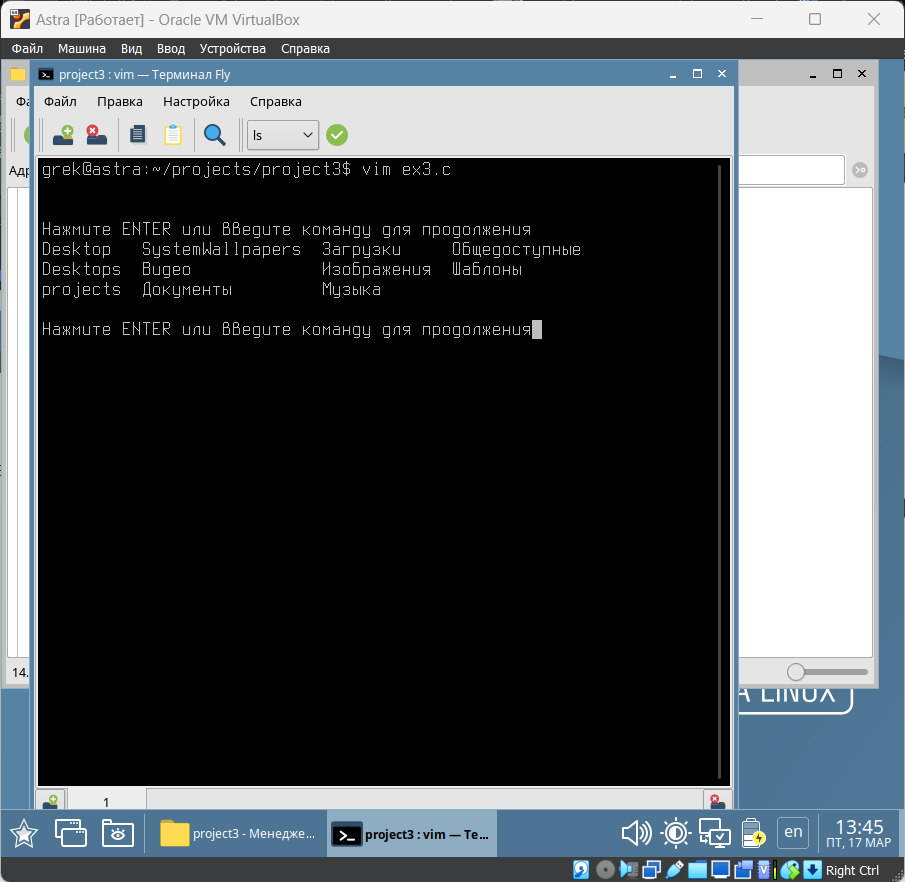 Astra [Работает] - Oracle VM VirtualBox
Файл Машина Вид Ввод Устройства Справка
project3 : vim — Терминал Fly
Файл Правка Настройка Справка
ls
grek@astra:~/projects/project3$ vim ex3.c
Нажмите ENTER или введите команду для продолжения
Desktop SystemWallpapers Загрузки Общедоступные
Desktops Видео Изображения Шаблоны
projects Документы Музыка
Нажмите ENTER или введите команду для продолжения
14.
A LINUX
1
project3 - Менедже...
project3 : vim — Те...
en
13:45
ПТ, 17 МАР
Right Ctrl